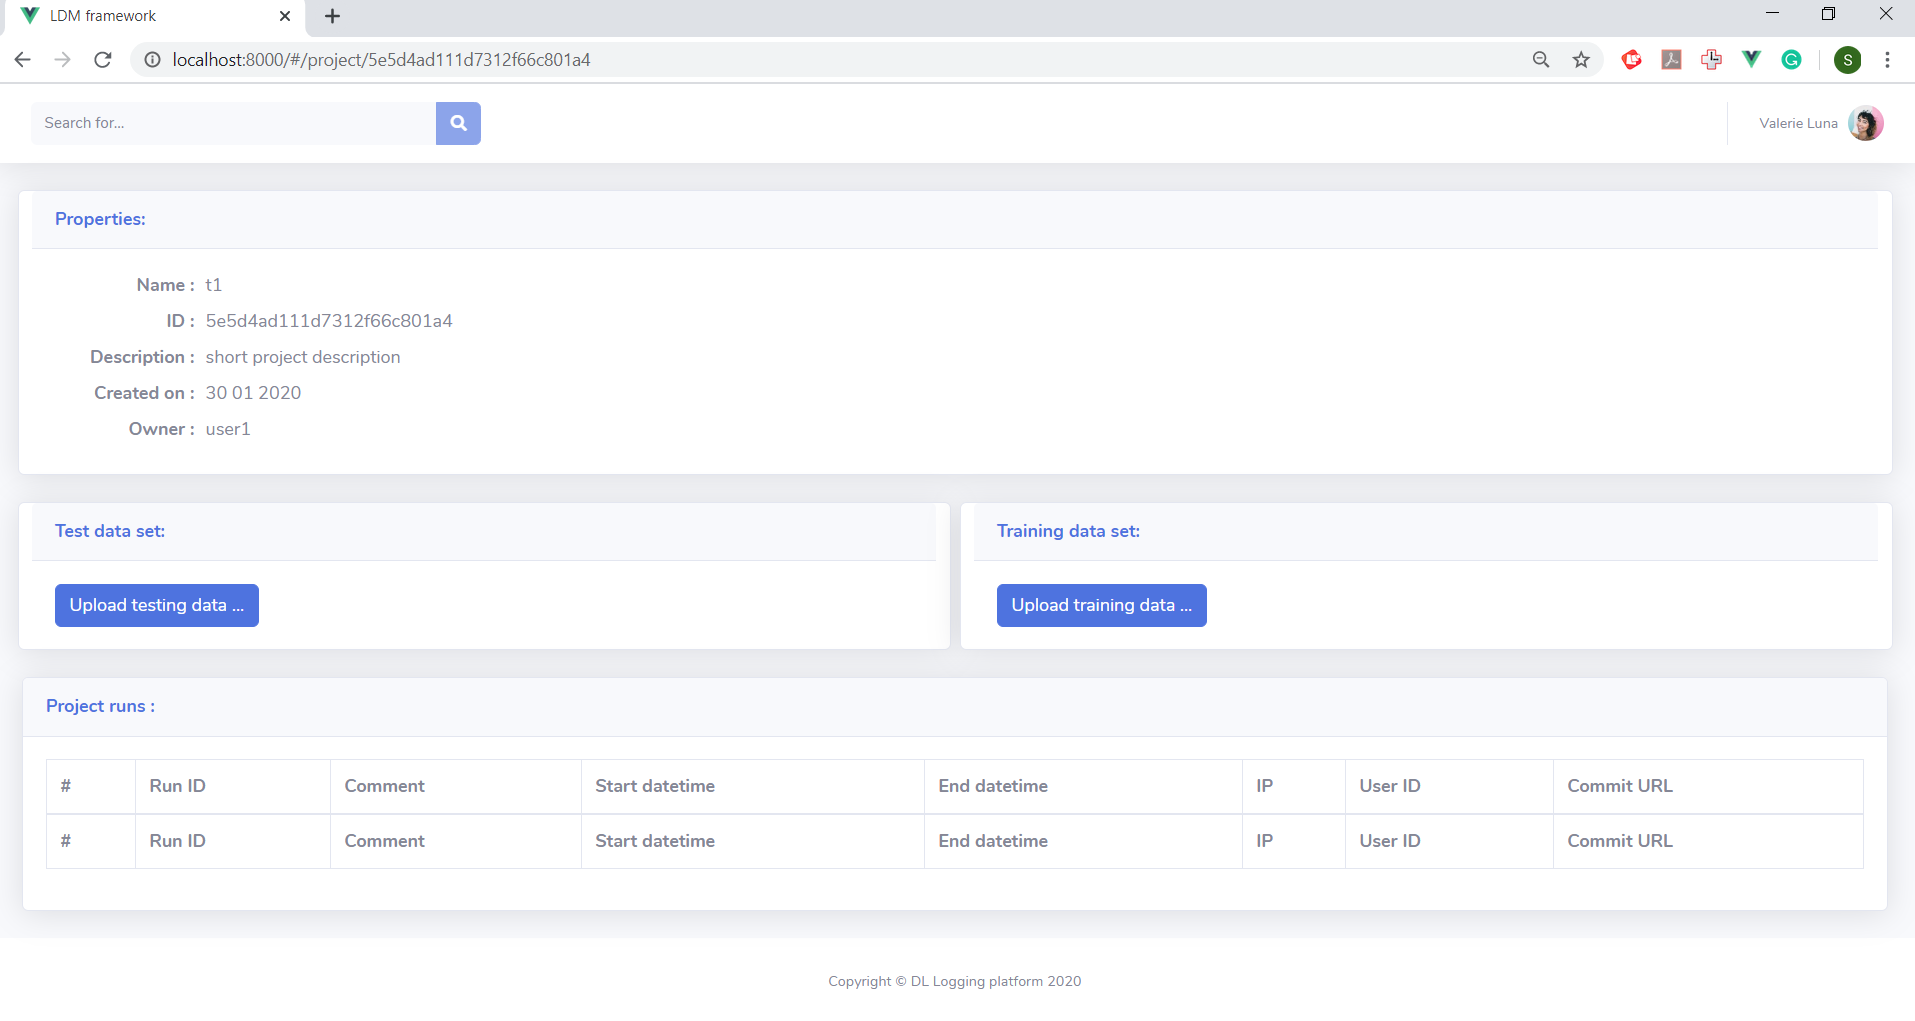 LDM framework
localhost:8000/#/project/5e5d4ad111d7312f66c801a4
S
Search for...
Valerie Luna
Properties:
Name : t1
ID : 5e5d4ad111d7312f66c801a4
Description : short project description
Created on : 30 01 2020
Owner : user1
Test data set:
Training data set:
Upload testing data ...
Upload training data ...
Project runs :
# Run ID Comment Start datetime End datetime IP User ID Commit URL
# Run ID Comment Start datetime End datetime IP User ID Commit URL
Copyright © DL Logging platform 2020